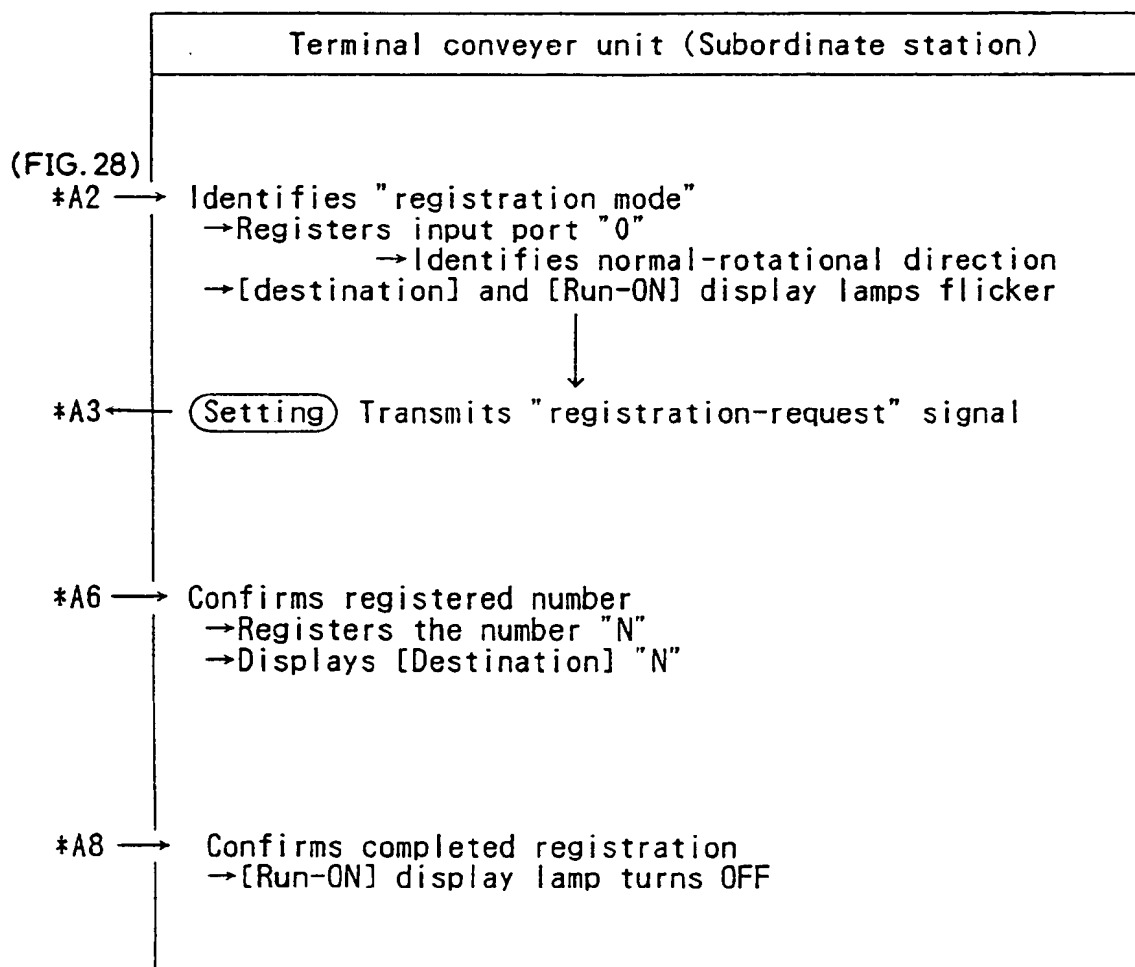 Terminal conveyer unit (Subordinate station)
(FIG.28)
*A2 → Identifies "registration mode"
→Registers input port "0"
→Identifies normal-rotational direction
→[destination] and [Run-ON] display lamps flicker
*A3← Setting Transmits "registration-request" signal
*A6 → Confirms registered number
→Registers the number "N"
→Displays [Destination] "N"
*A8 → Confirms completed registration
→[Run-ON] display lamp turns OFF